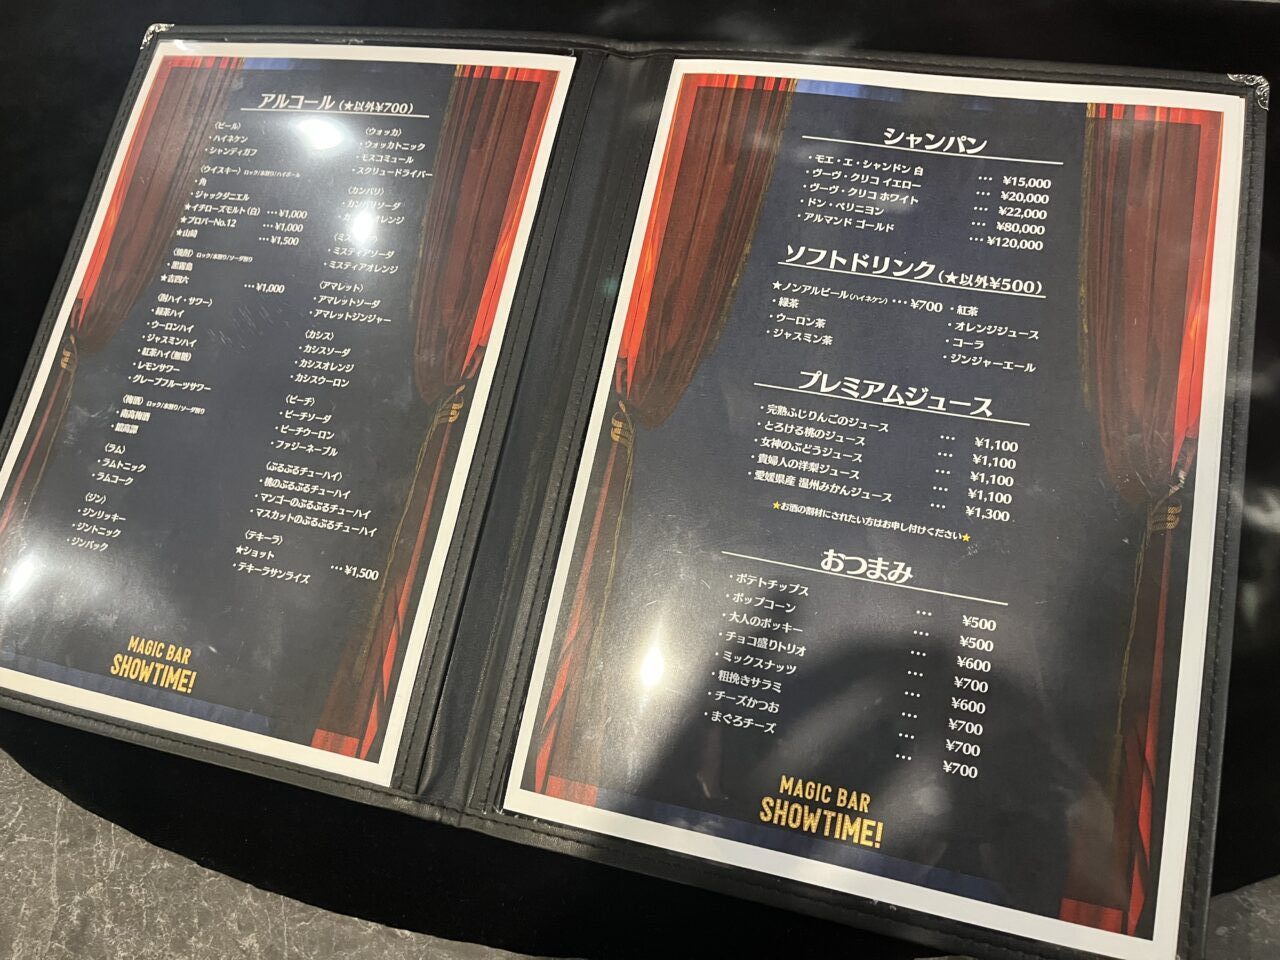 アルコール(★以外¥700)
〈ビール〉
・ハイネケン
・シャンディガフ
〈ウイスキー〉ロック/水割り/ハイボール
・角
・ジャックダニエル
★イチローズモルト(白) …¥1,000
★プロパーNo.12 …¥1,000
★山崎 …¥1,500
〈焼酎〉ロック/水割り/ソーダ割り
・黒霧島
★吉四六 …¥1,000
〈酎ハイ・サワー〉
・緑茶ハイ
・ウーロンハイ
・ジャスミンハイ
・紅茶ハイ(無糖)
・レモンサワー
・グレープフルーツサワー
〈梅酒〉ロック/水割り/ソーダ割り
・南高梅酒
・鶯高譚
〈ラム〉
・ラムトニック
・ラムコーク
〈ジン〉
・ジンリッキー
・ジントニック
・ジンバック
〈ウォッカ〉
・ウォッカトニック
・モスコミュール
・スクリュードライバー
〈カンパリ〉
・カンパリソーダ
・カンパリオレンジ
〈ミスティア〉
・ミスティアソーダ
・ミスティアオレンジ
〈アマレット〉
・アマレットソーダ
・アマレットジンジャー
〈カシス〉
・カシスソーダ
・カシスオレンジ
・カシスウーロン
〈ピーチ〉
・ピーチソーダ
・ピーチウーロン
・ファジーネーブル
〈ぷるぷるチューハイ〉
・桃のぷるぷるチューハイ
・マンゴーのぷるぷるチューハイ
・マスカットのぷるぷるチューハイ
〈テキーラ〉
★ショット …¥1,500
・テキーラサンライズ
MAGIC BAR
SHOWTIME!
シャンパン
・モエ・エ・シャンドン 白 … ¥15,000
・ヴーヴ・クリコ イエロー … ¥20,000
・ヴーヴ・クリコ ホワイト … ¥22,000
・ドン・ペリニヨン … ¥80,000
・アルマンド ゴールド …¥120,000
ソフトドリンク(★以外¥500)
★ノンアルビール(ハイネケン) …¥700
・緑茶
・ウーロン茶
・ジャスミン茶
・紅茶
・オレンジジュース
・コーラ
・ジンジャーエール
プレミアムジュース
・完熟ふじりんごのジュース … ¥1,100
・とろける桃のジュース … ¥1,100
・女神のぶどうジュース … ¥1,100
・貴婦人の洋梨ジュース … ¥1,100
・愛媛県産 温州みかんジュース … ¥1,300
★お酒の割材にされたい方はお申し付けください★
おつまみ
・ポテトチップス … ¥500
・ポップコーン … ¥500
・大人のポッキー … ¥600
・チョコ盛りトリオ … ¥700
・ミックスナッツ … ¥600
・粗挽きサラミ … ¥700
・チーズかつお … ¥700
・まぐろチーズ … ¥700
MAGIC BAR
SHOWTIME!